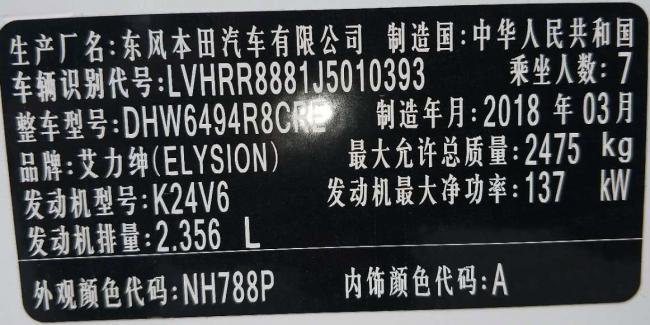 生产厂名:东风本田汽车有限公司 制造国:中华人民共和国
车辆识别代号:LVHRR8881J5010393 乘坐人数:7
整车型号:DHW6494R8CRE 制造年月:2018 年 03月
品牌:艾力绅(ELYSION) 最大允许总质量:2475 kg
发动机型号:K24V6 发动机最大净功率:137 kW
发动机排量:2.356 L
外观颜色代码:NH788P 内饰颜色代码:A